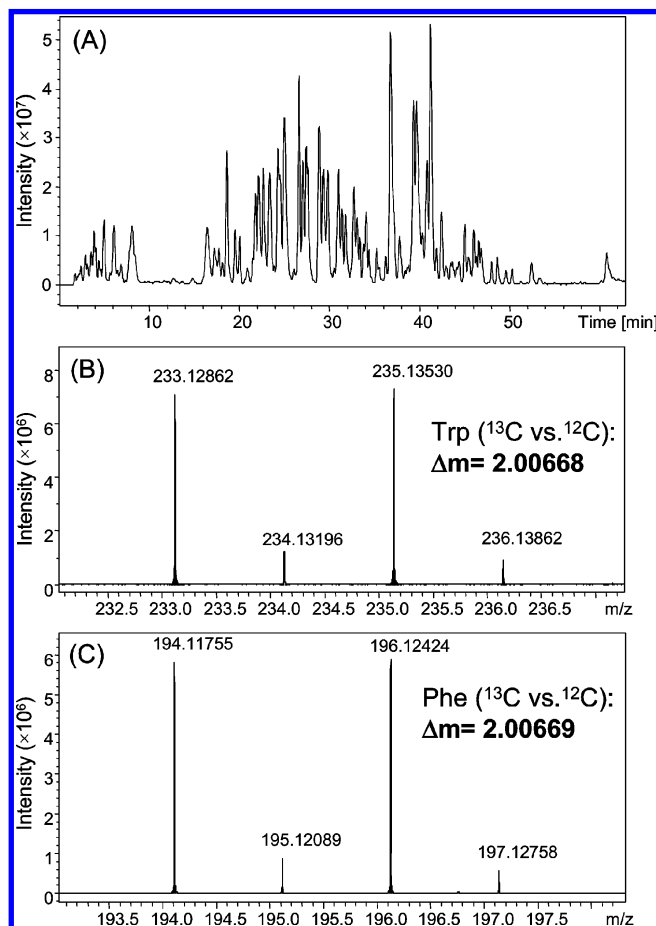 (A)
Intensity (×10⁷)
5
4
3
2
1
0
10 20 30 40 50 Time [min]
(B)
Intensity (×10⁶)
8
6
4
2
0
233.12862
235.13530
Trp (¹³C vs.¹²C):
Δm= 2.00668
234.13196
236.13862
232.5 233.0 233.5 234.0 234.5 235.0 235.5 236.0 236.5 m/z
(C)
Intensity (×10⁶)
6
5
4
3
2
1
0
194.11755
196.12424
Phe (¹³C vs.¹²C):
Δm= 2.00669
195.12089
197.12758
193.5 194.0 194.5 195.0 195.5 196.0 196.5 197.0 197.5 m/z